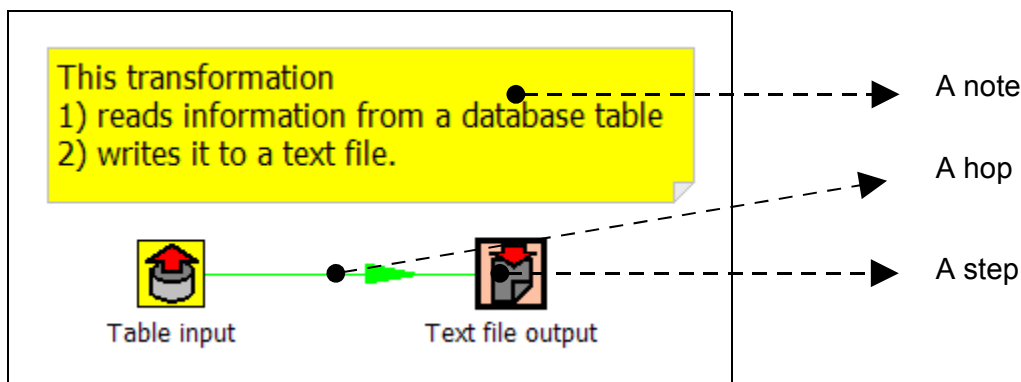 This transformation
1) reads information from a database table
2) writes it to a text file.
A note
A hop
A step
Table input
Text file output